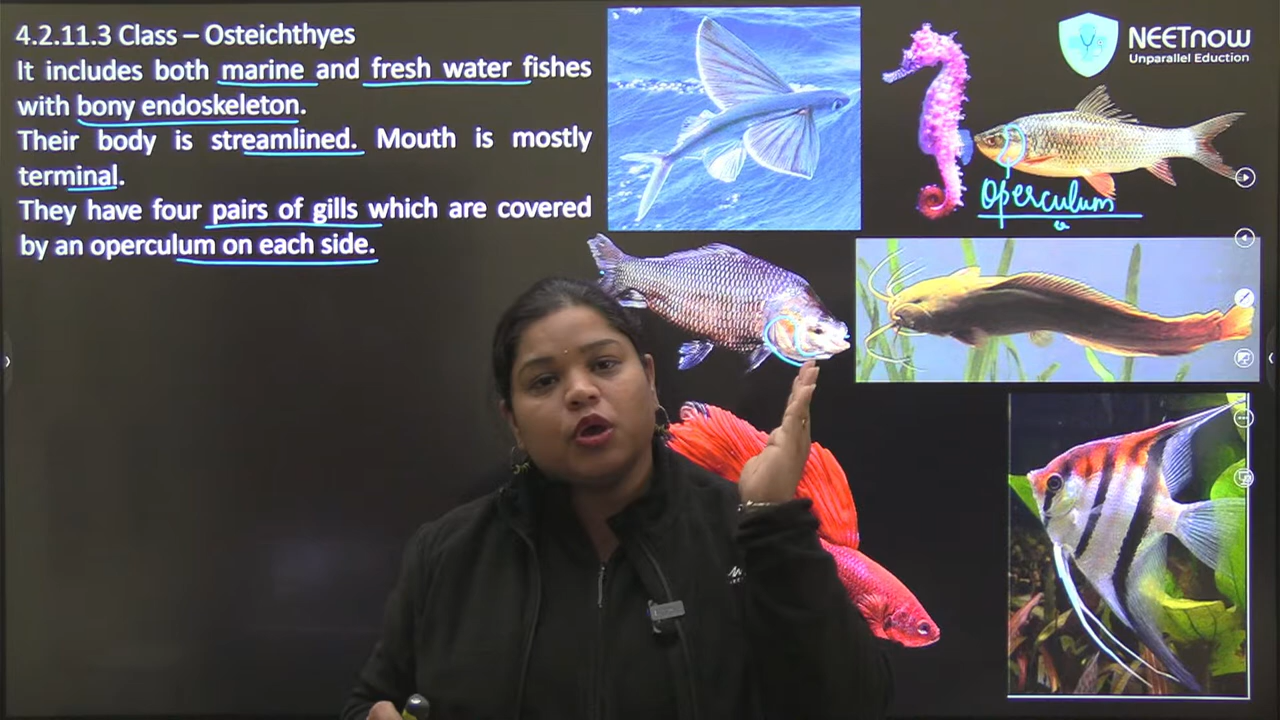 4.2.11.3 Class – Osteichthyes
It includes both marine and fresh water fishes
with bony endoskeleton.
Their body is streamlined. Mouth is mostly
terminal.
They have four pairs of gills which are covered
by an operculum on each side.
NEETnow
Unparallel Eduction
Operculum